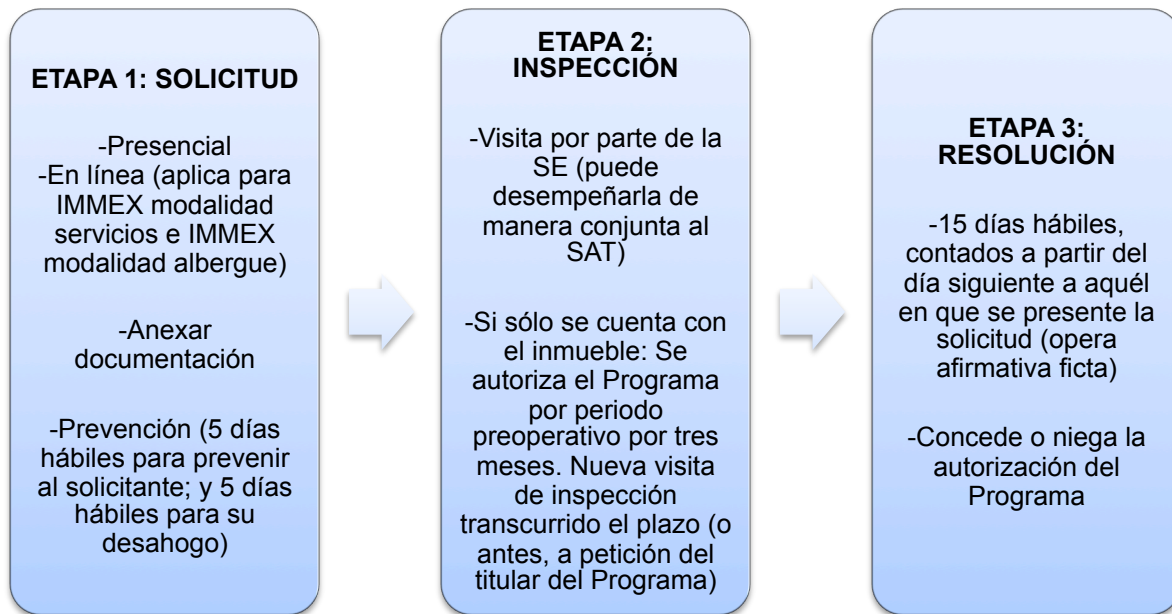 ETAPA 1: SOLICITUD
-Presencial
-En línea (aplica para
IMMEX modalidad
servicios e IMMEX
modalidad albergue)
-Anexar
documentación
-Prevención (5 días
hábiles para prevenir
al solicitante; y 5 días
hábiles para su
desahogo)
ETAPA 2:
INSPECCIÓN
-Visita por parte de la
SE (puede
desempeñarla de
manera conjunta al
SAT)
-Si sólo se cuenta con
el inmueble: Se
autoriza el Programa
por periodo
preoperativo por tres
meses. Nueva visita
de inspección
transcurrido el plazo (o
antes, a petición del
titular del Programa)
ETAPA 3:
RESOLUCIÓN
-15 días hábiles,
contados a partir del
día siguiente a aquél
en que se presente la
solicitud (opera
afirmativa ficta)
-Concede o niega la
autorización del
Programa